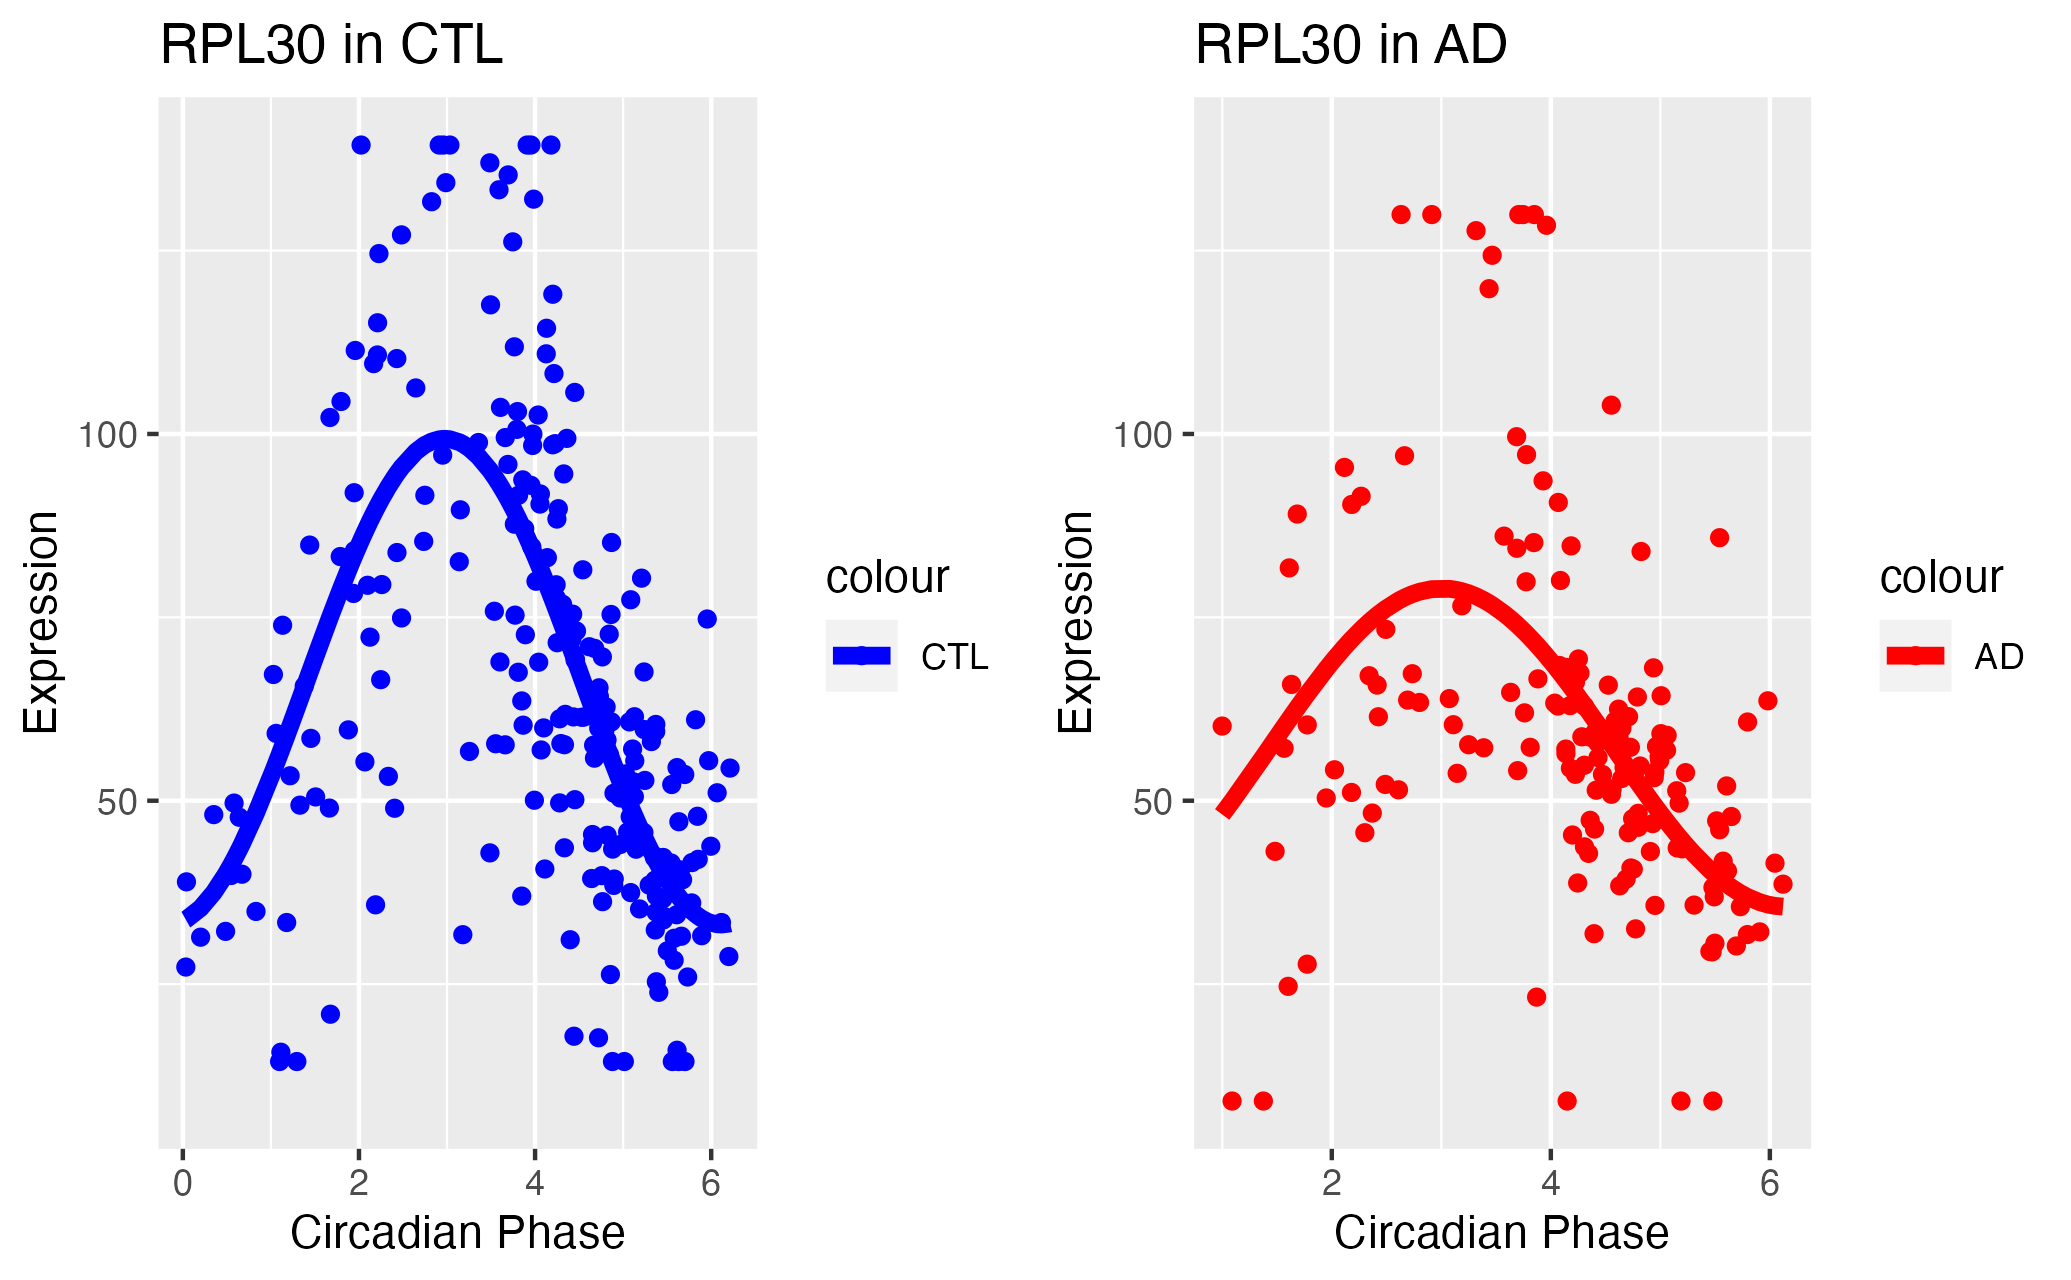 RPL30 in CTL
Expression
100
50
0 2 4 6
Circadian Phase
colour
CTL
RPL30 in AD
Expression
100
50
2 4 6
Circadian Phase
colour
AD